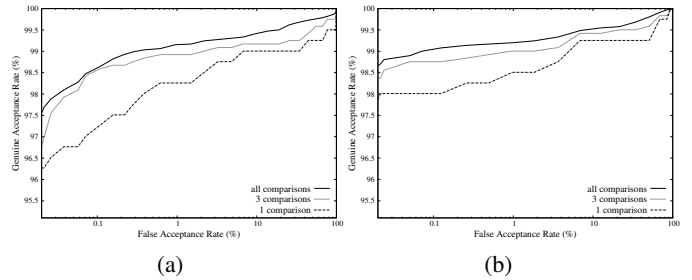 Genuine Acceptance Rate (%)
100
99.5
99
98.5
98
97.5
97
96.5
96
95.5
all comparisons
3 comparisons
1 comparison
0.1
1
10
100
False Acceptance Rate (%)
(a)
Genuine Acceptance Rate (%)
100
99.5
99
98.5
98
97.5
97
96.5
96
95.5
all comparisons
3 comparisons
1 comparison
0.1
1
10
100
False Acceptance Rate (%)
(b)